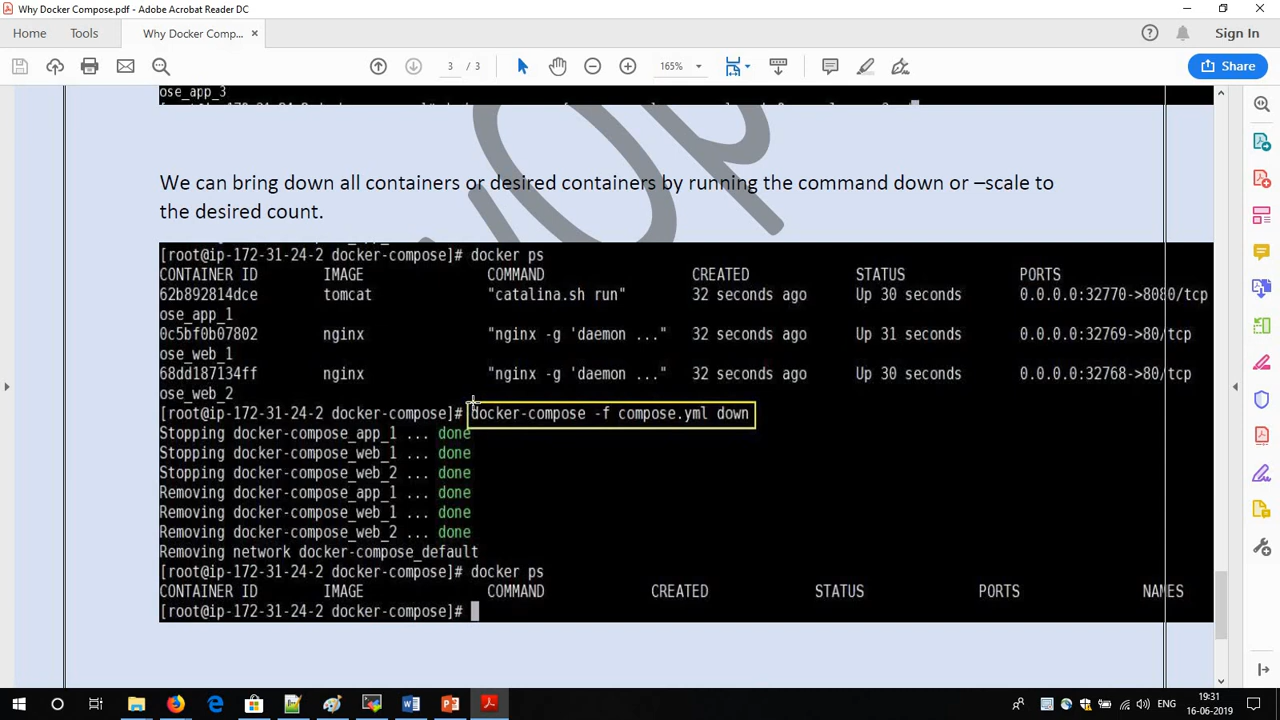 Why Docker Compose.pdf - Adobe Acrobat Reader DC
Home Tools Why Docker Comp... Sign In
3 / 3 165% Share
ose_app_3
We can bring down all containers or desired containers by running the command down or –scale to
the desired count.
[root@ip-172-31-24-2 docker-compose]# docker ps
CONTAINER ID IMAGE COMMAND CREATED STATUS PORTS
62b892814dce tomcat "catalina.sh run" 32 seconds ago Up 30 seconds 0.0.0.0:32770->8080/tcp
ose_app_1
0c5bf0b07802 nginx "nginx -g 'daemon ..." 32 seconds ago Up 31 seconds 0.0.0.0:32769->80/tcp
ose_web_1
68dd187134ff nginx "nginx -g 'daemon ..." 32 seconds ago Up 30 seconds 0.0.0.0:32768->80/tcp
ose_web_2
[root@ip-172-31-24-2 docker-compose]# docker-compose -f compose.yml down
Stopping docker-compose_app_1 ... done
Stopping docker-compose_web_1 ... done
Stopping docker-compose_web_2 ... done
Removing docker-compose_app_1 ... done
Removing docker-compose_web_1 ... done
Removing docker-compose_web_2 ... done
Removing network docker-compose_default
[root@ip-172-31-24-2 docker-compose]# docker ps
CONTAINER ID IMAGE COMMAND CREATED STATUS PORTS NAMES
[root@ip-172-31-24-2 docker-compose]#
ENG 19:31
16-06-2019